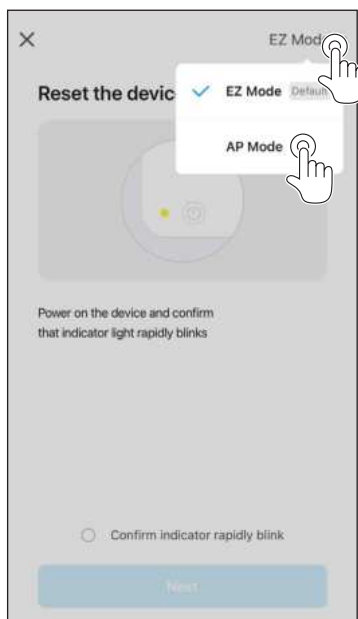 EZ Mod
Reset the devic
EZ Mode Default
AP Mode
Power on the device and confirm
that indicator light rapidly blinks
Confirm indicator rapidly blink
Next